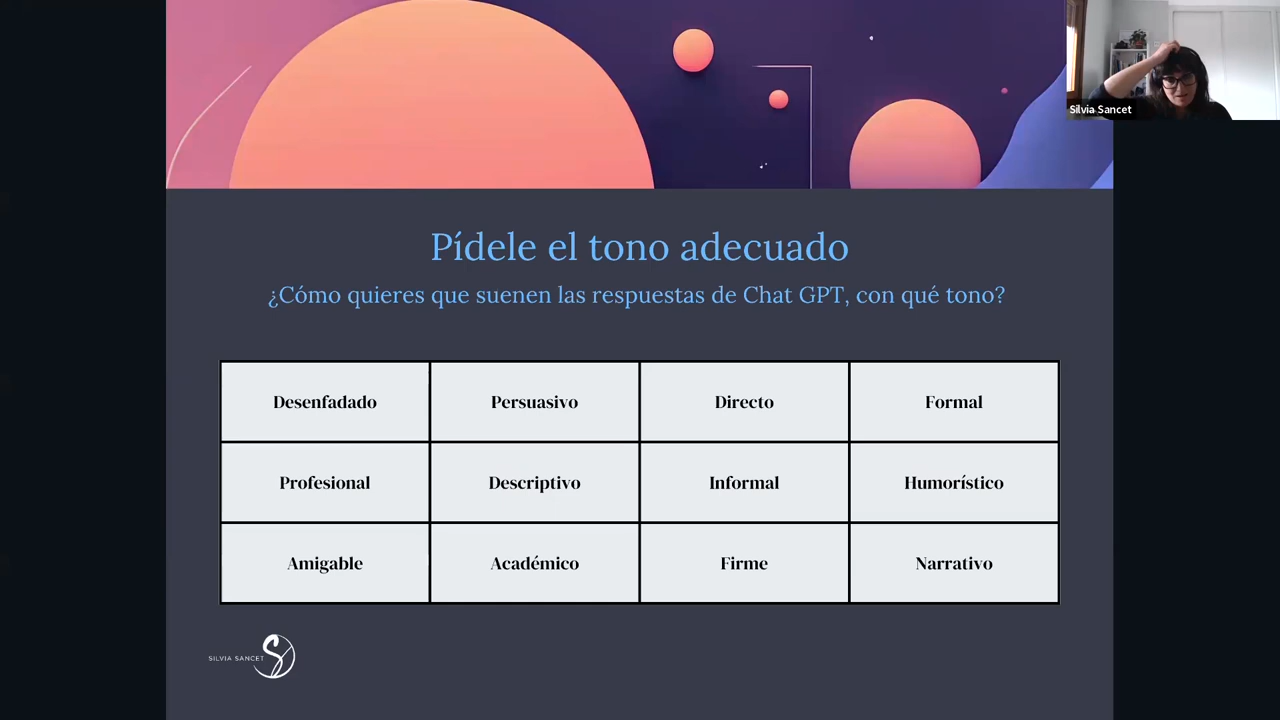 Silvia Sancet
Pídele el tono adecuado
¿Cómo quieres que suenen las respuestas de Chat GPT, con qué tono?
Desenfadado Persuasivo Directo Formal
Profesional Descriptivo Informal Humorístico
Amigable Académico Firme Narrativo
SILVIA SANCET